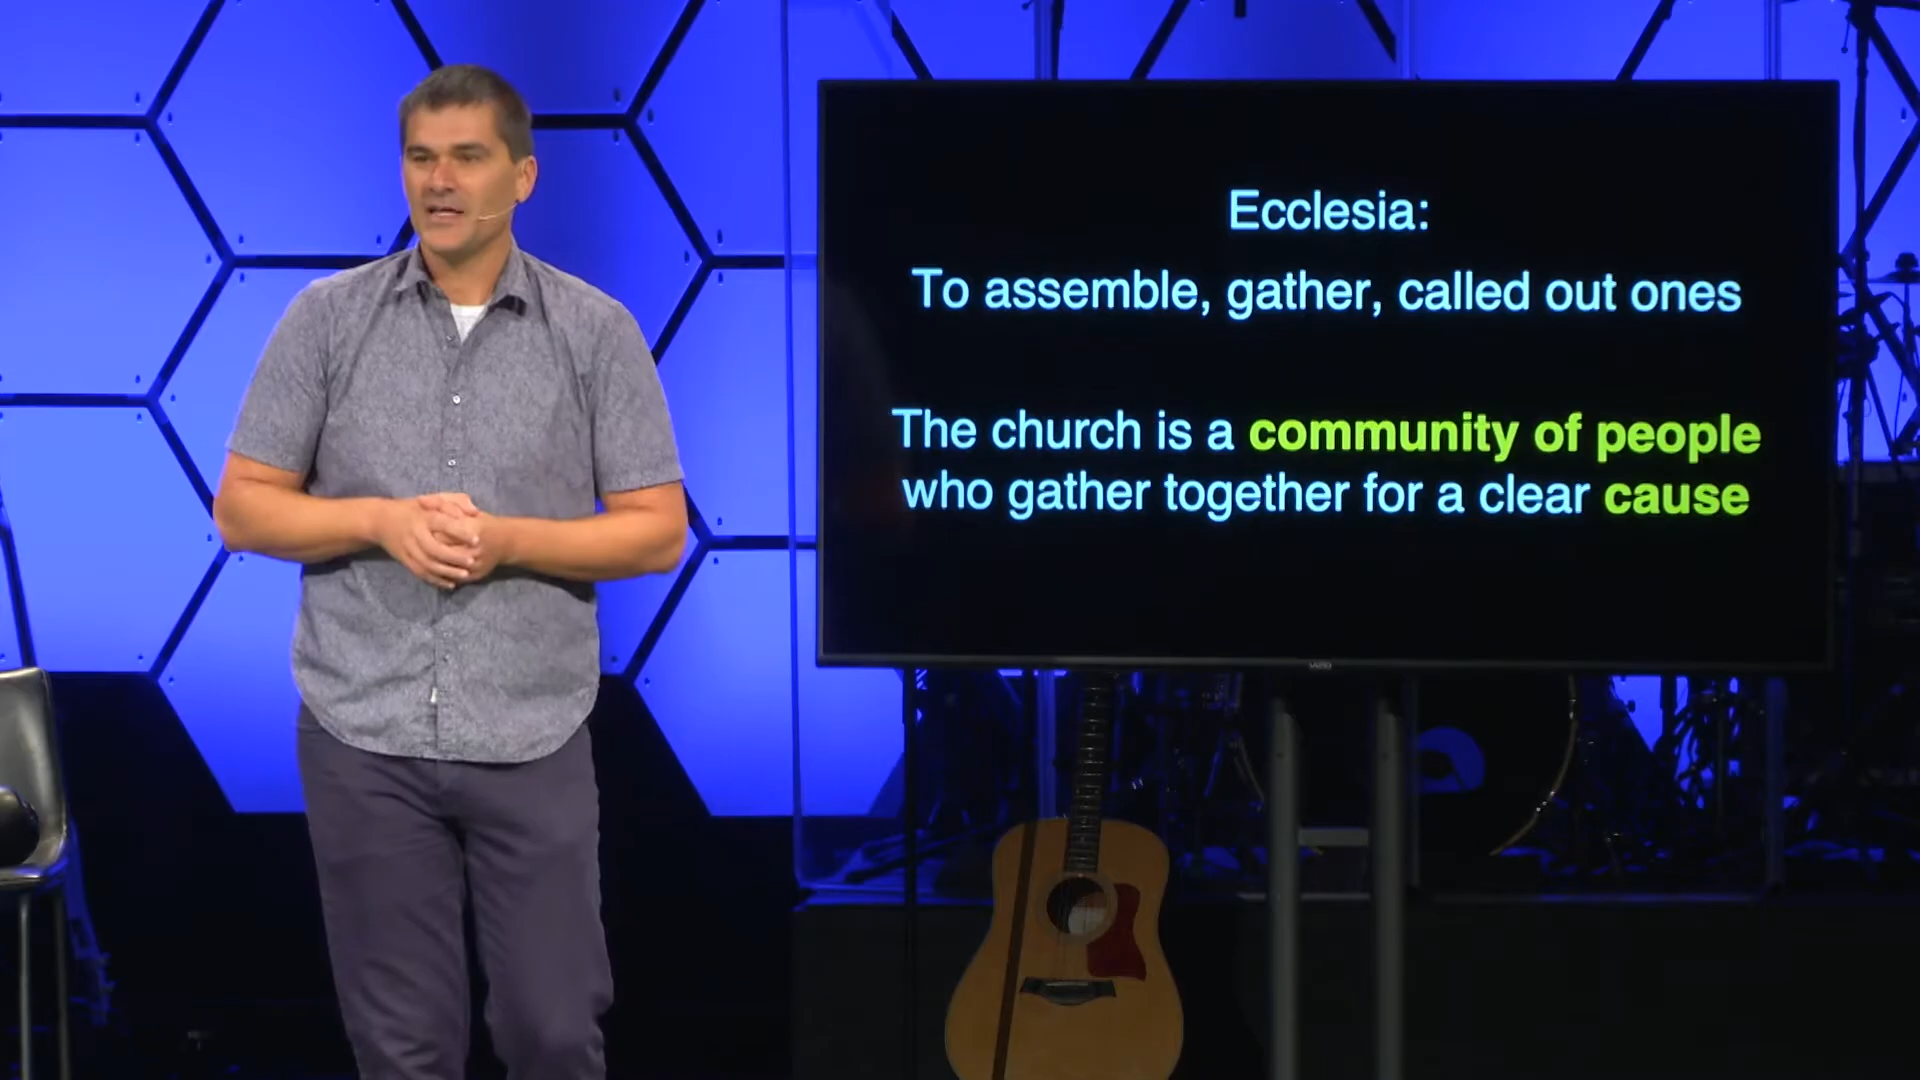 Ecclesia:
To assemble, gather, called out ones
The church is a community of people
who gather together for a clear cause